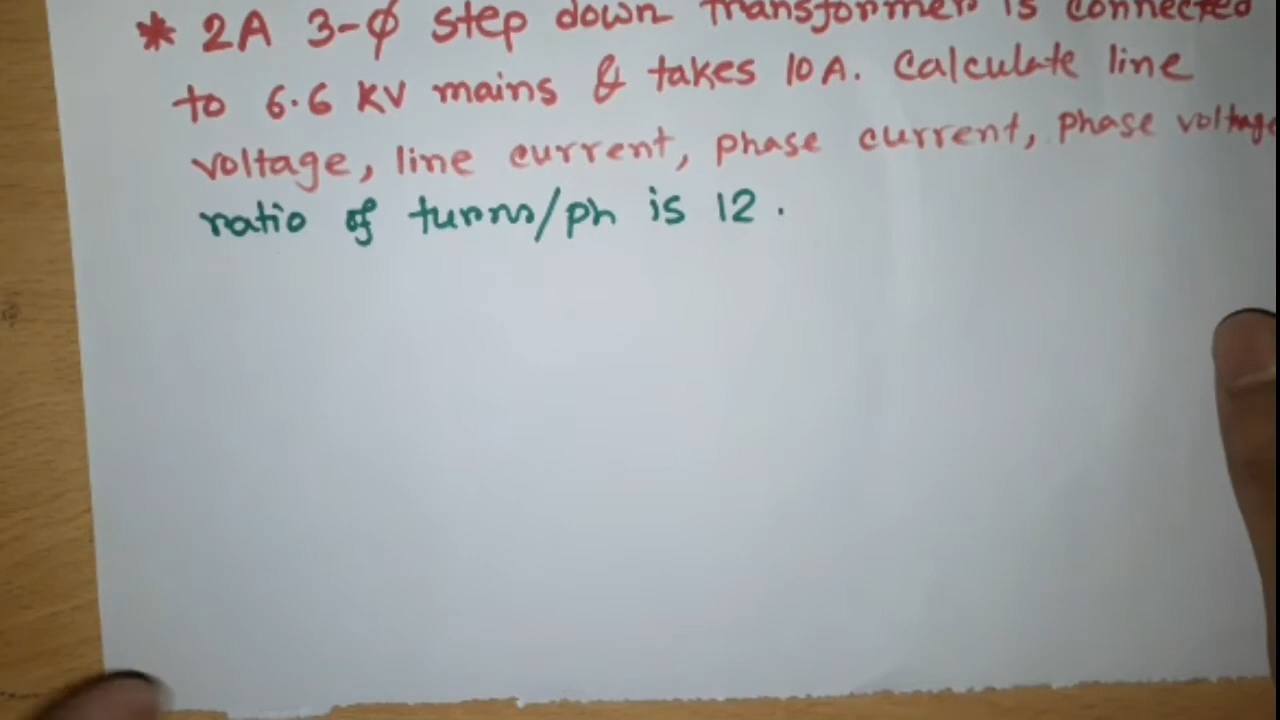 * 2A 3-φ step down transformer is connected
to 6.6 KV mains & takes 10 A. Calculate line
voltage, line current, phase current, phase voltage
ratio of turns/ph is 12.